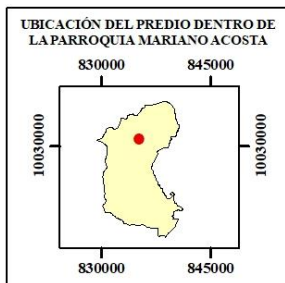 UBICACIÓN DEL PREDIO DENTRO DE
LA PARROQUIA MARIANO ACOSTA
830000 845000
10030000 10030000
830000 845000